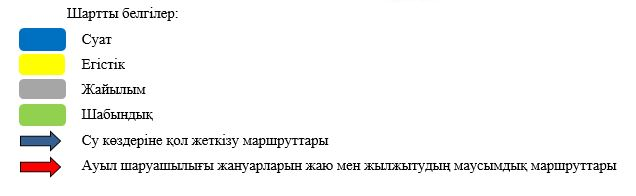 Шартты белгілер:
Суат
Егістік
Жайылым
Шабындық
Су көздеріне қол жеткізу маршруттары
Ауыл шаруашылығы жануарларын жаю мен жылжытудың маусымдық маршруттары